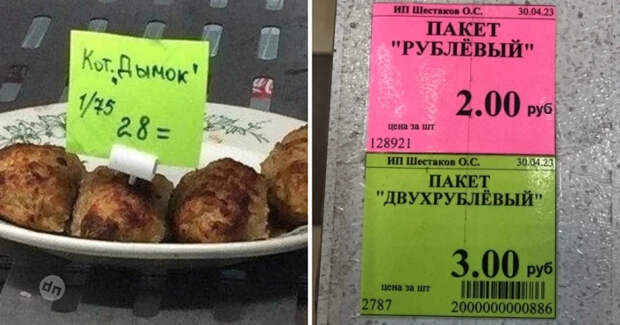 Кот. "Дымок"
1/75
28=
ИП Шестаков О.С. 30.04.23
ПАКЕТ
"РУБЛЁВЫЙ"
2.00 руб
цена за шт
128921
ИП Шестаков О.С. 30.04.23
ПАКЕТ
"ДВУХРУБЛЁВЫЙ"
3.00 руб
цена за шт
2787 2000000000886